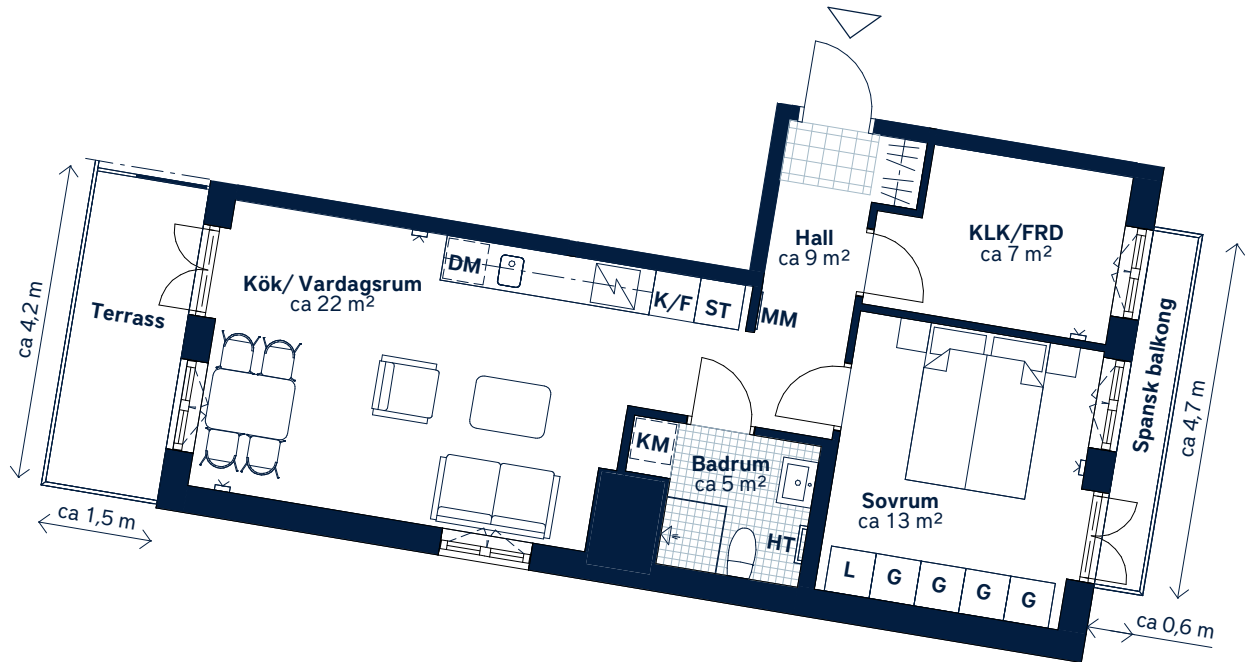 Terrass
ca 4,2 m
ca 1,5 m
Kök/ Vardagsrum
ca 22 m²
DM
K/F
ST
MM
Hall
ca 9 m²
KLK/FRD
ca 7 m²
Spansk balkong
ca 4,7 m
ca 0,6 m
KM
Badrum
ca 5 m²
HT
Sovrum
ca 13 m²
L
G
G
G
G